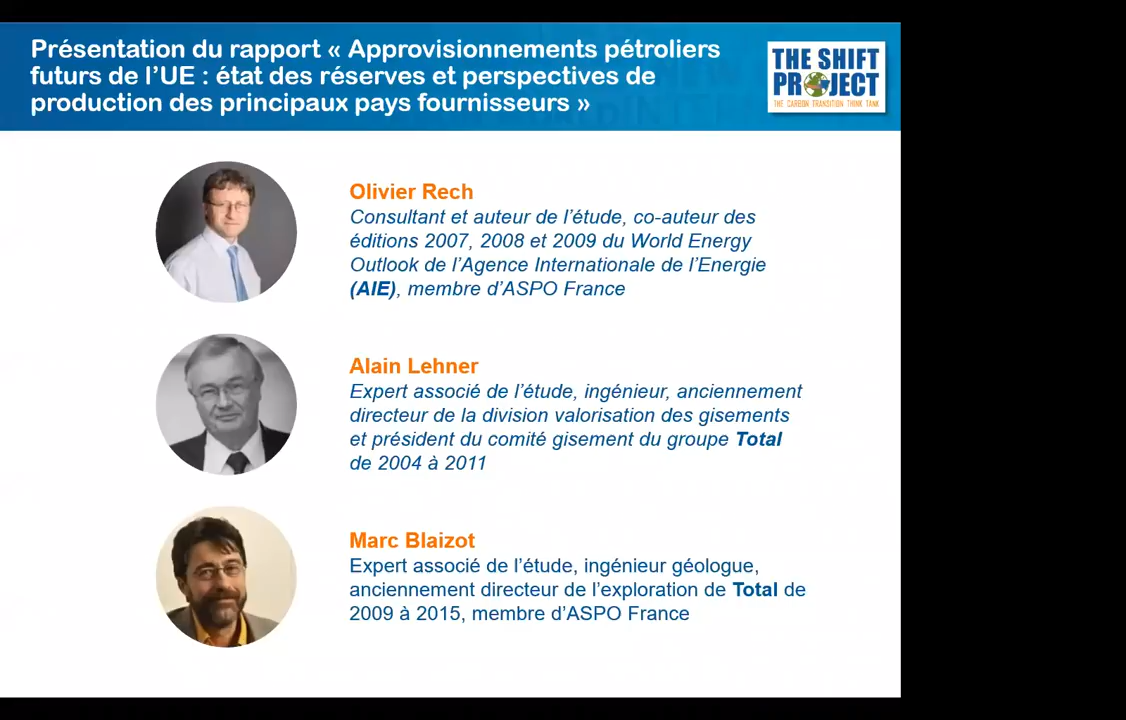 Présentation du rapport « Approvisionnements pétroliers
futurs de l'UE : état des réserves et perspectives de
production des principaux pays fournisseurs »
THE SHIFT
PROJECT
THE CARBON TRANSITION THINK TANK
Olivier Rech
Consultant et auteur de l'étude, co-auteur des
éditions 2007, 2008 et 2009 du World Energy
Outlook de l'Agence Internationale de l'Energie
(AIE), membre d'ASPO France
Alain Lehner
Expert associé de l'étude, ingénieur, anciennement
directeur de la division valorisation des gisements
et président du comité gisement du groupe Total
de 2004 à 2011
Marc Blaizot
Expert associé de l'étude, ingénieur géologue,
anciennement directeur de l'exploration de Total de
2009 à 2015, membre d'ASPO France